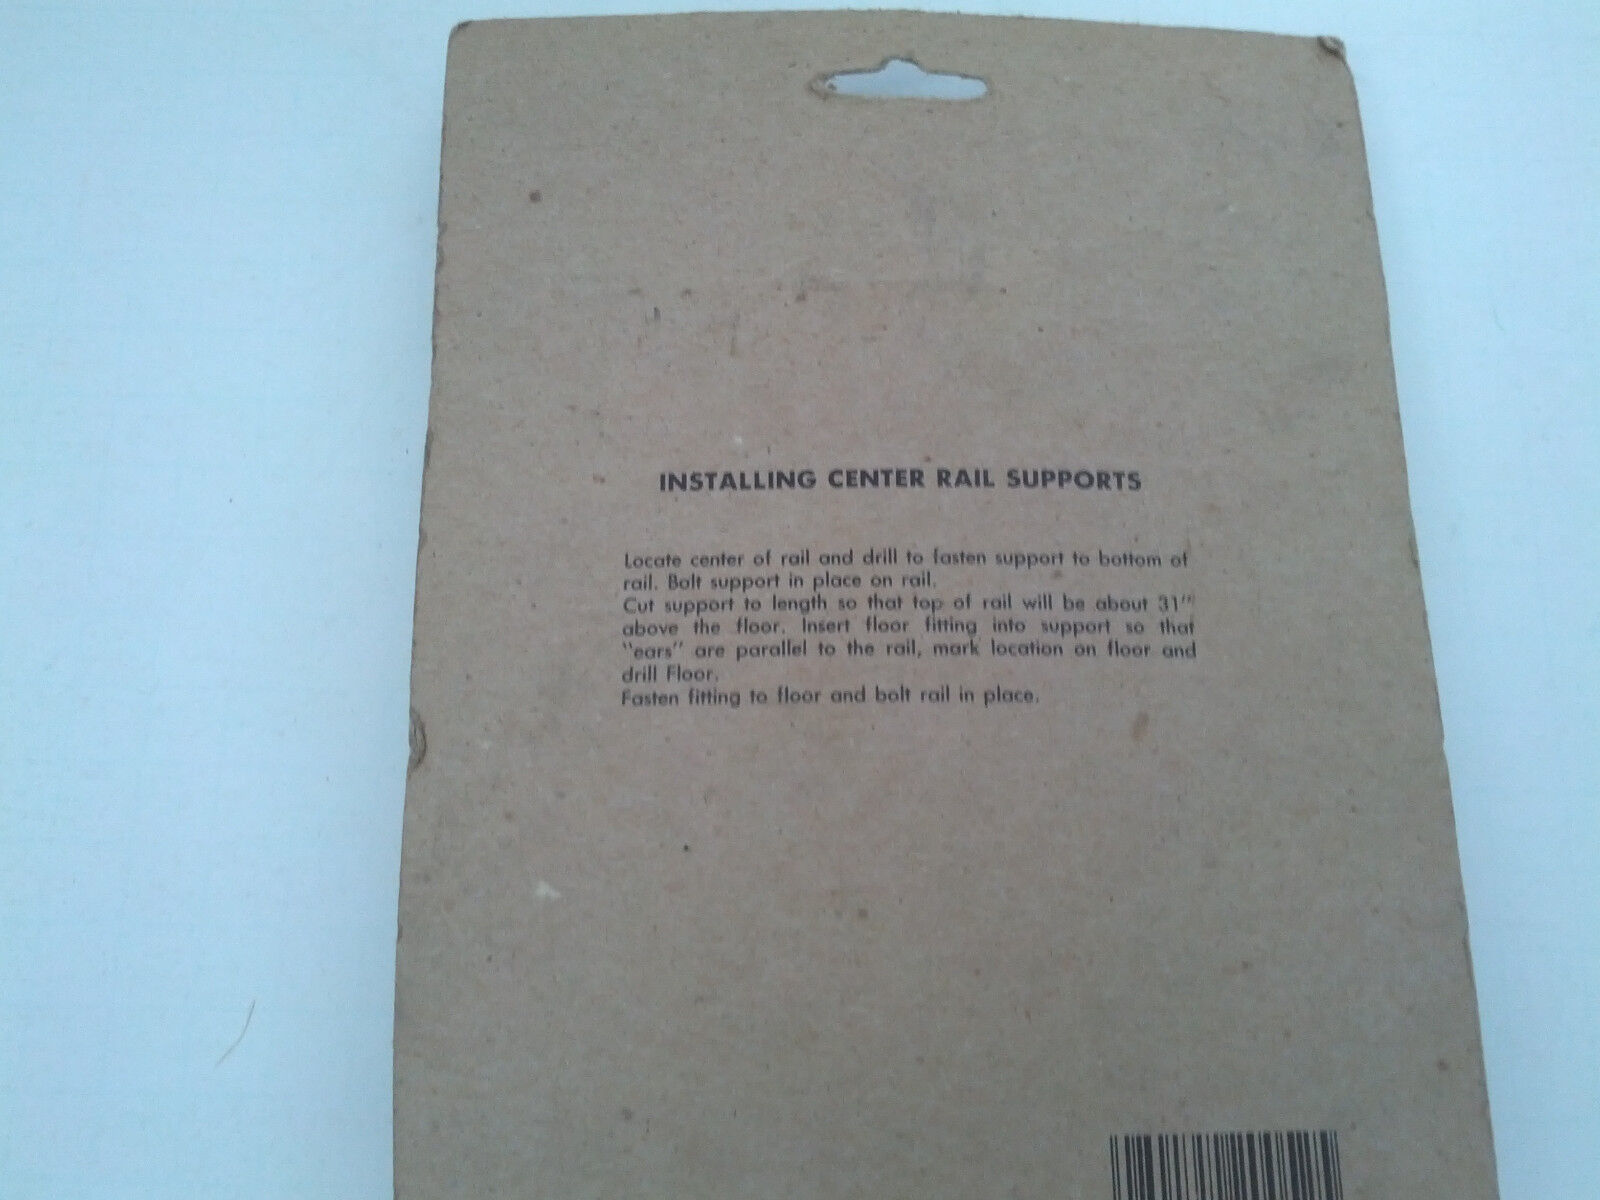 INSTALLING CENTER RAIL SUPPORTS
Locate center of rail and drill to fasten support to bottom of
rail. Bolt support in place on rail.
Cut support to length so that top of rail will be about 31"
above the floor. Insert floor fitting into support so that
"ears" are parallel to the rail, mark location on floor and
drill Floor.
Fasten fitting to floor and bolt rail in place.